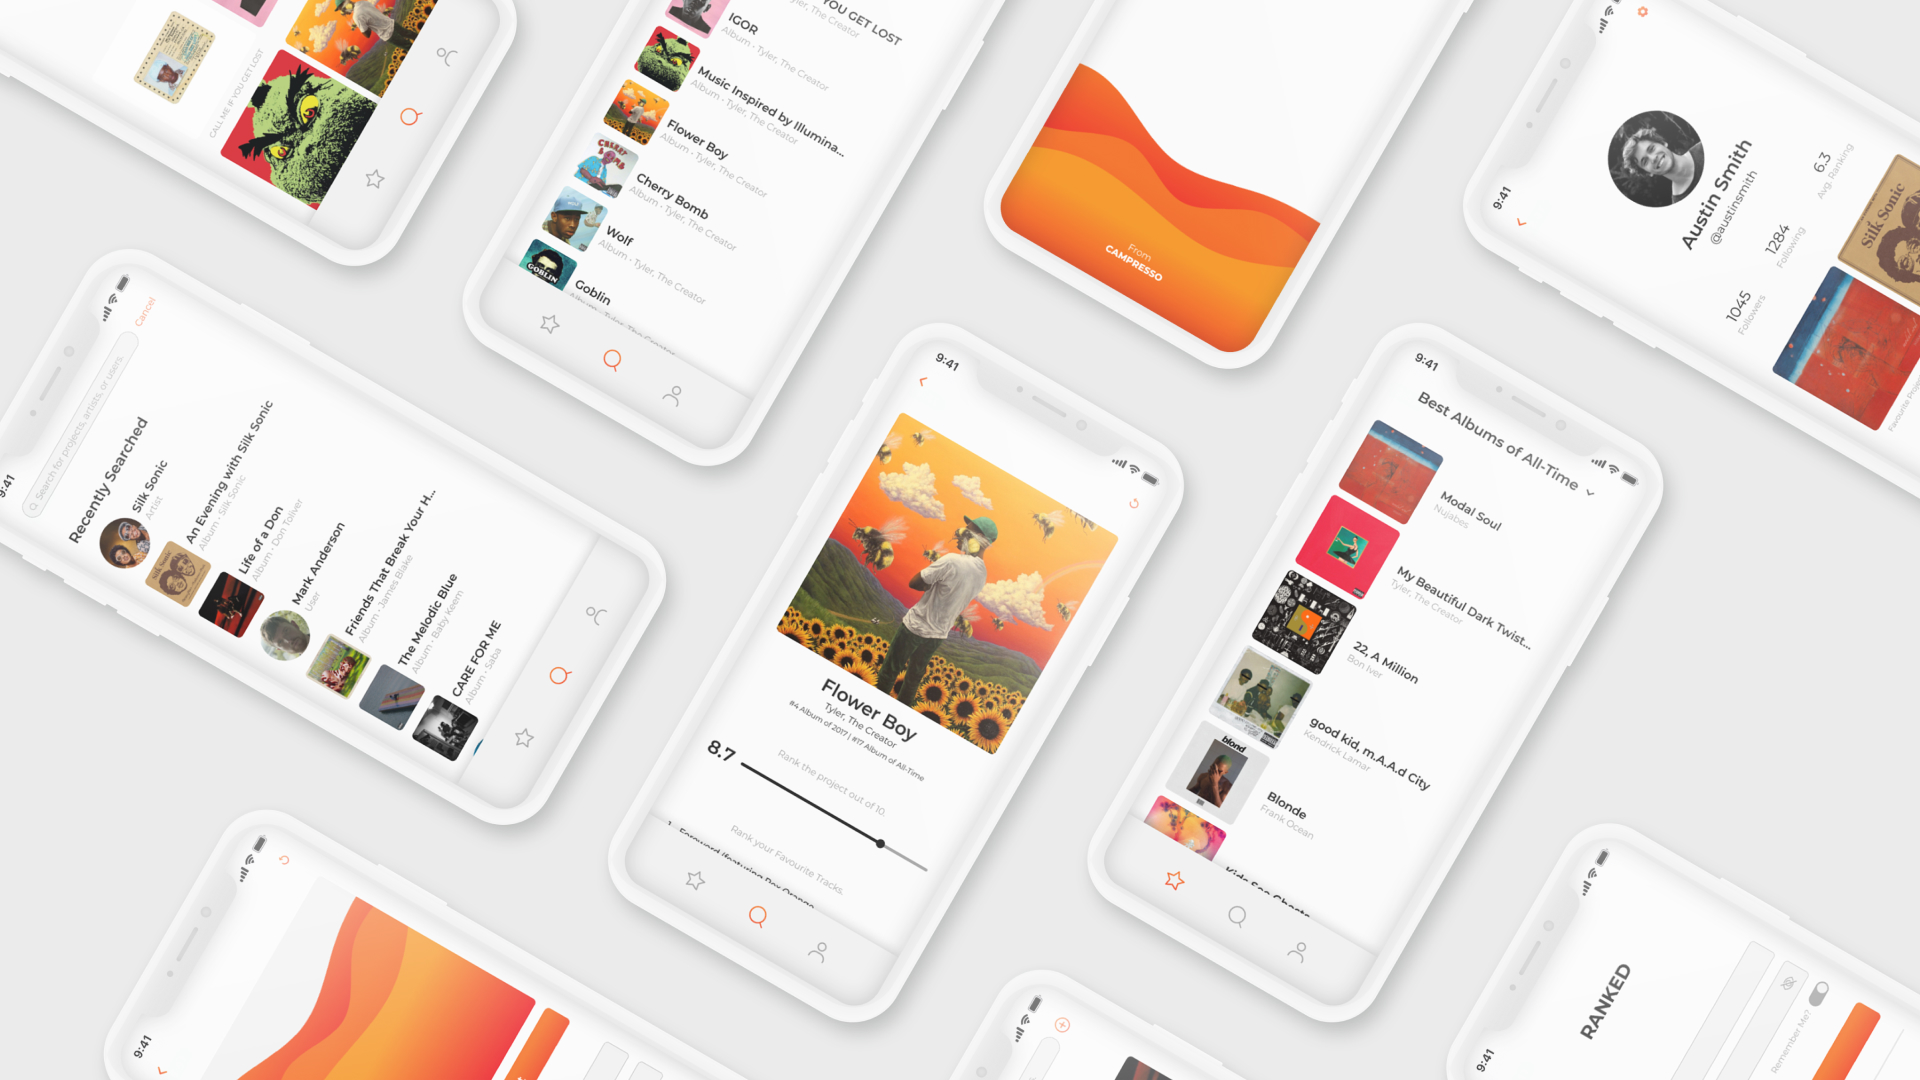 CALL ME IF YOU GET LOST
YOU GET LOST
yler, The Creator
IGOR
Album • Tyler, The Creator
Music Inspired by Illumina...
Album • Tyler, The Creator
Flower Boy
Album • Tyler, The Creator
Cherry Bomb
Album • Tyler, The Creator
Wolf
Album • Tyler, The Creator
Goblin
Album • Tyler, The Creator
CHERRY BOMB
GOBLIN
From
CAMPRESSO
9:41
Austin Smith
@austinsmith
1045
Followers
1284
Following
6.3
Avg. Ranking
Silk Sonic
9:41
Search for projects, artists, or users.
Cancel
Recently Searched
Silk Sonic
Artist
An Evening with Silk Sonic
Album • Silk Sonic
Life of a Don
Album • Don Toliver
Mark Anderson
User
Friends That Break Your H...
Album • James Blake
The Melodic Blue
Album • Baby Keem
CARE FOR ME
Album • Saba
9:41
Flower Boy
Tyler, The Creator
#4 Album of 2017 | #17 Album of All-Time
8.7
Rank the project out of 10.
Rank your Favourite Tracks.
9:41
Best Albums of All-Time
Modal Soul
Nujabes
My Beautiful Dark Twist...
Tyler, The Creator
22, A Million
Bon Iver
good kid, m.A.A.d City
Kendrick Lamar
blond
Blonde
Frank Ocean
Kids See Ghosts
9:41
9:41
RANKED
Remember Me?